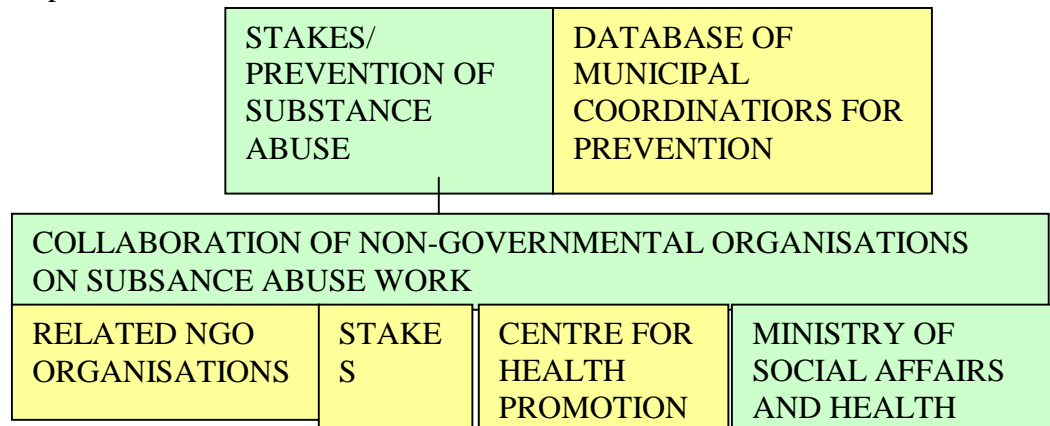 STAKES/
PREVENTION OF
SUBSTANCE
ABUSE
DATABASE OF
MUNICIPAL
COORDINATIORS FOR
PREVENTION
COLLABORATION OF NON-GOVERNMENTAL ORGANISATIONS
ON SUBSANCE ABUSE WORK
RELATED NGO
ORGANISATIONS
STAKE
S
CENTRE FOR
HEALTH
PROMOTION
MINISTRY OF
SOCIAL AFFAIRS
AND HEALTH